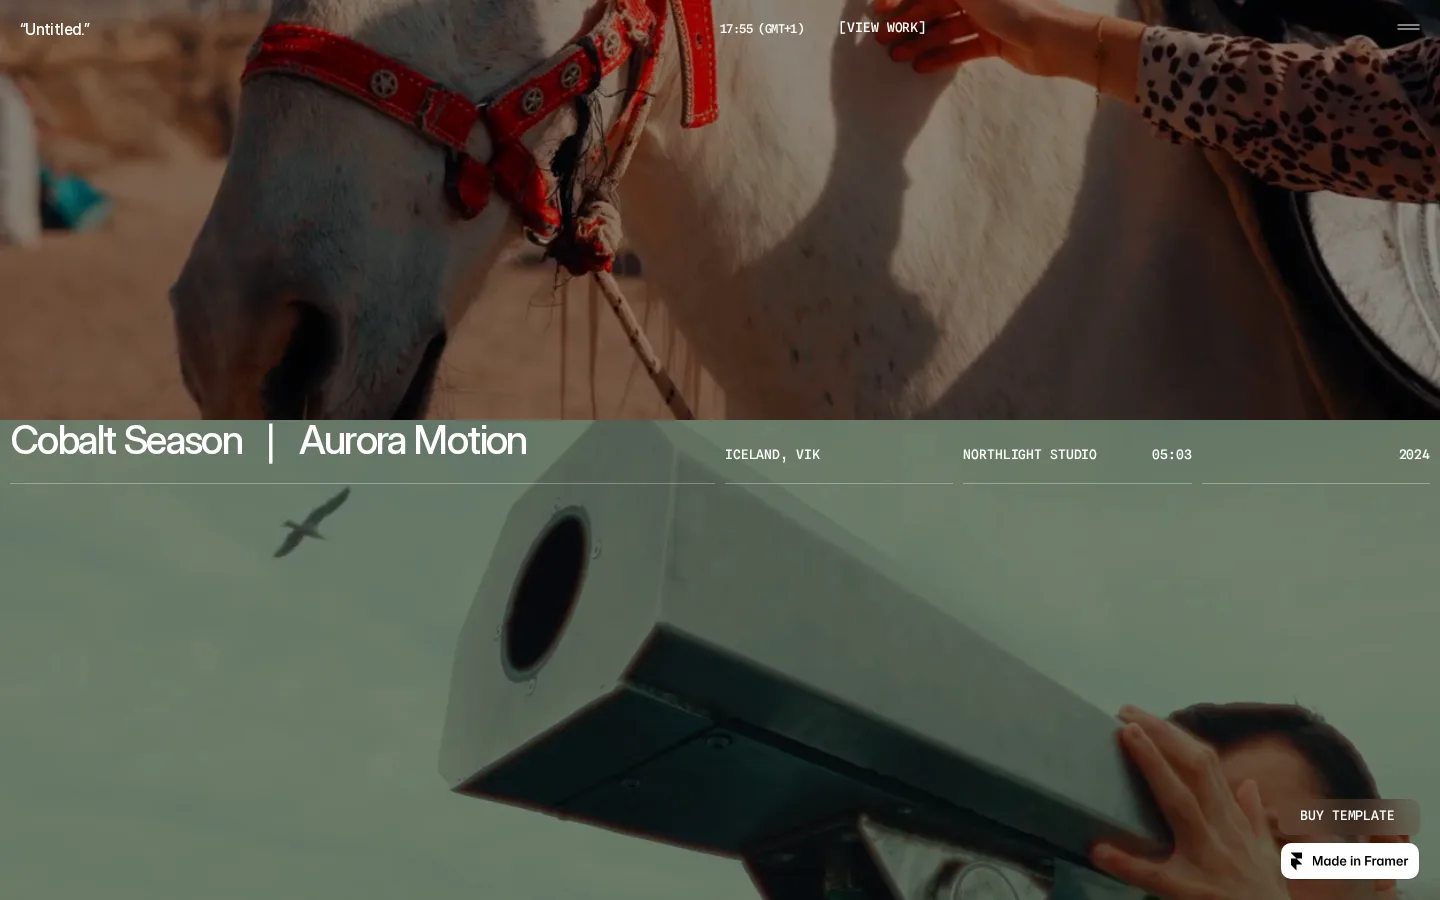 “Untitled.”
17:55 (GMT+1)
[VIEW WORK]
Cobalt Season | Aurora Motion
ICELAND, VIK
NORTHLIGHT STUDIO
05:03
2024
BUY TEMPLATE
Made in Framer